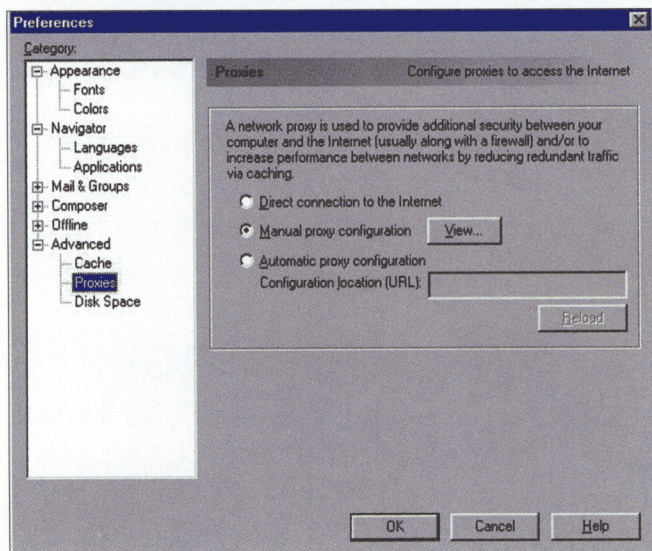 Preferences
Category:
Appearance
Fonts
Colors
Navigator
Languages
Applications
Mail & Groups
Composer
Offline
Advanced
Cache
Proxies
Disk Space
Proxies
Configure proxies to access the Internet
A network proxy is used to provide additional security between your
computer and the Internet (usually along with a firewall) and/or to
increase performance between networks by reducing redundant traffic
via caching.
Direct connection to the Internet
Manual proxy configuration
View...
Automatic proxy configuration
Configuration location (URL):
Reload
OK
Cancel
Help